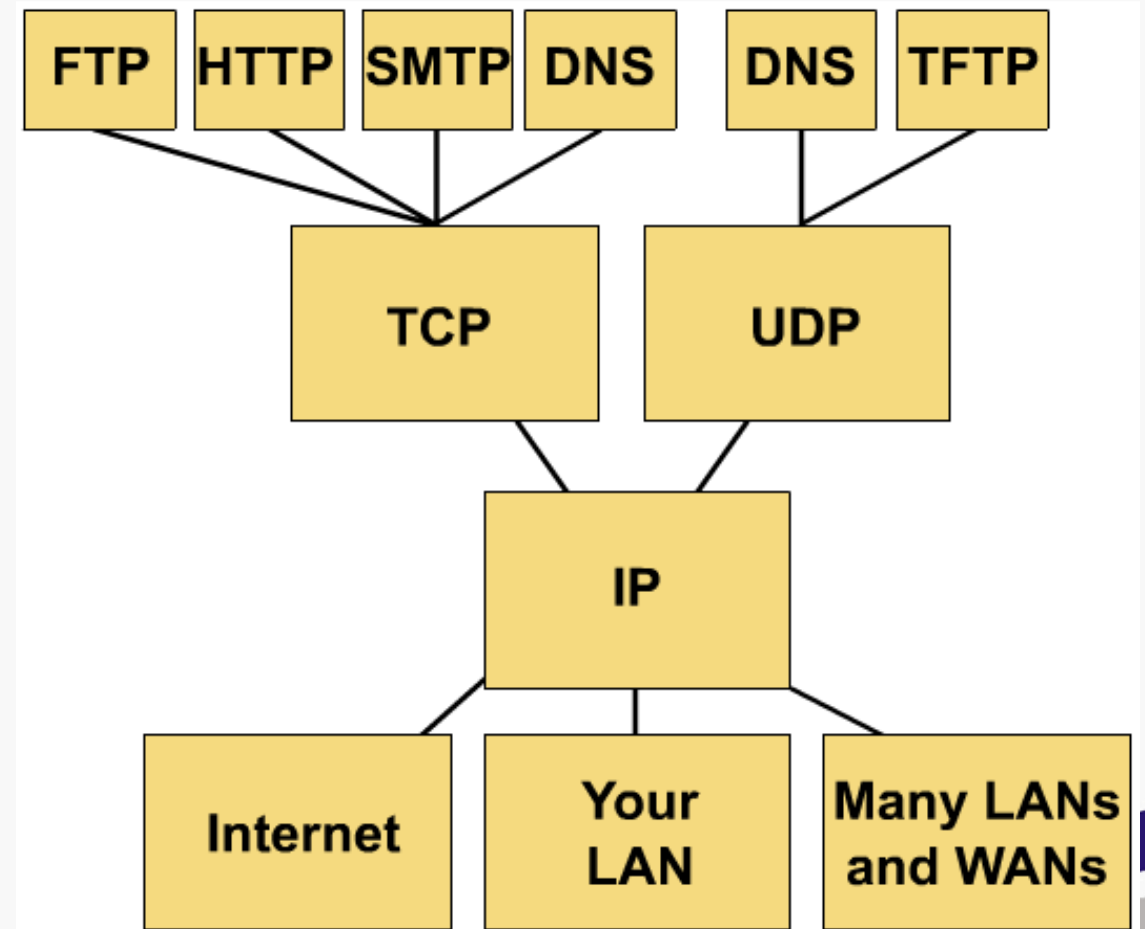 FTP
HTTP
SMTP
DNS
DNS
TFTP
TCP
UDP
IP
Internet
Your
LAN
Many LANs
and WANs